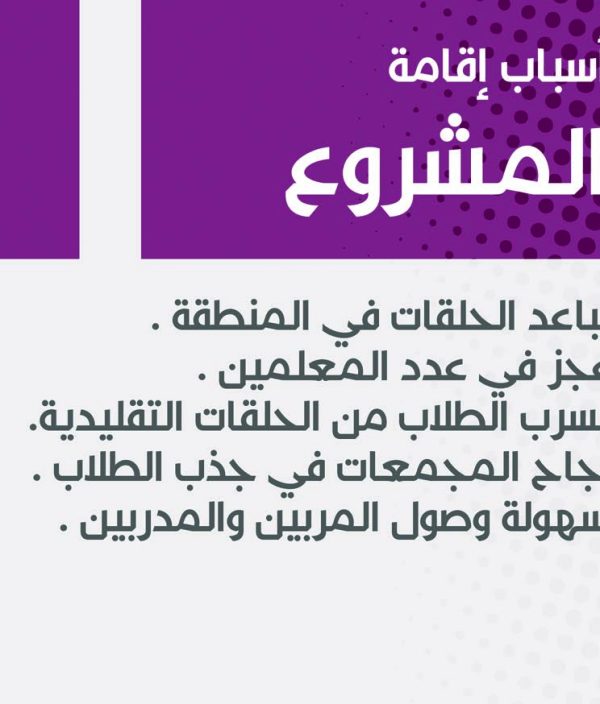 أسباب إقامة
المشروع
باعد الحلقات في المنطقة .
عجز في عدد المعلمين .
سرب الطلاب من الحلقات التقليدية.
جاح المجمعات في جذب الطلاب .
سهولة وصول المربين والمدربين .